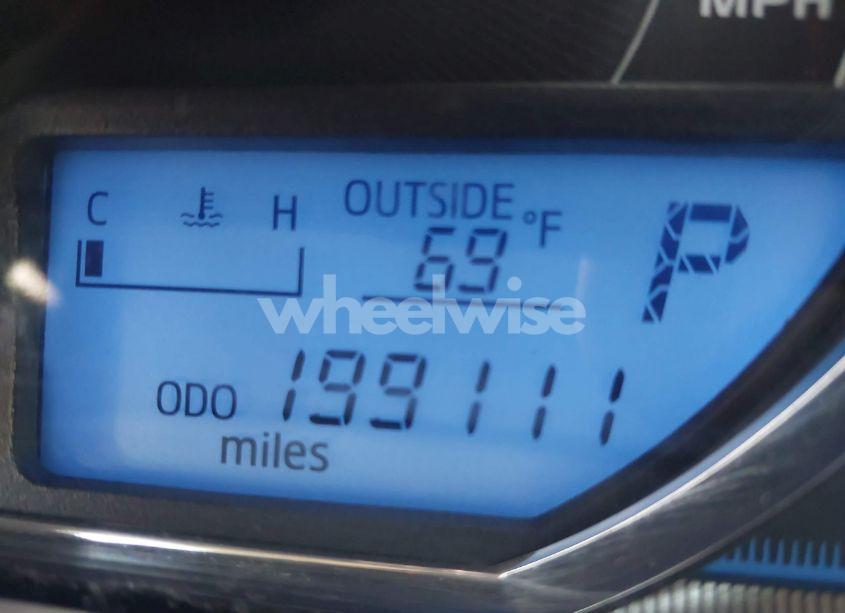 MPH
C H OUTSIDE
69 °F P
wheelwise
ODO 199111
miles